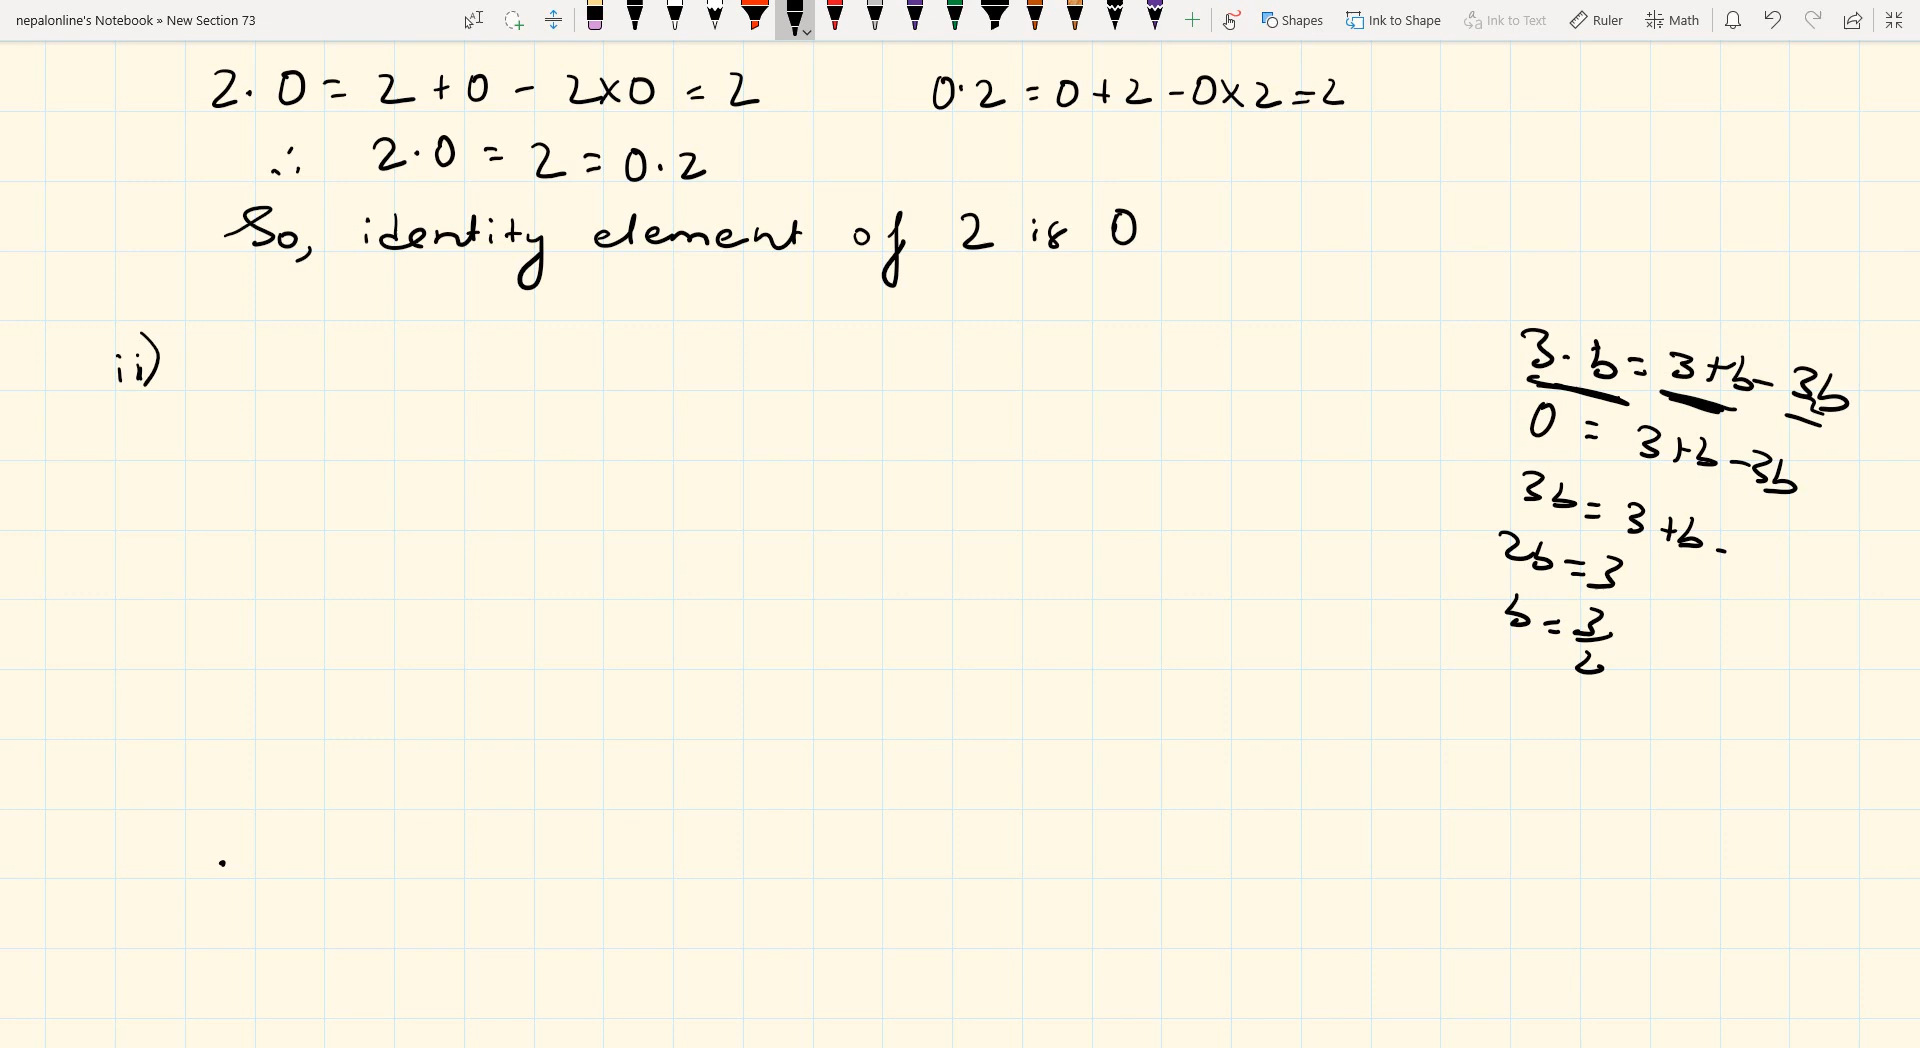 nepalonline's Notebook » New Section 73
Shapes Ink to Shape Ink to Text Ruler Math
2 · 0 = 2 + 0 - 2×0 = 2
0 · 2 = 0 + 2 - 0×2 = 2
∴ 2 · 0 = 2 = 0 · 2
So, identity element of 2 is 0
ii)
3 · b = 3 + b - 3b
0 = 3 + b - 3b
3b = 3 + b -
2b = 3
b = 3/2